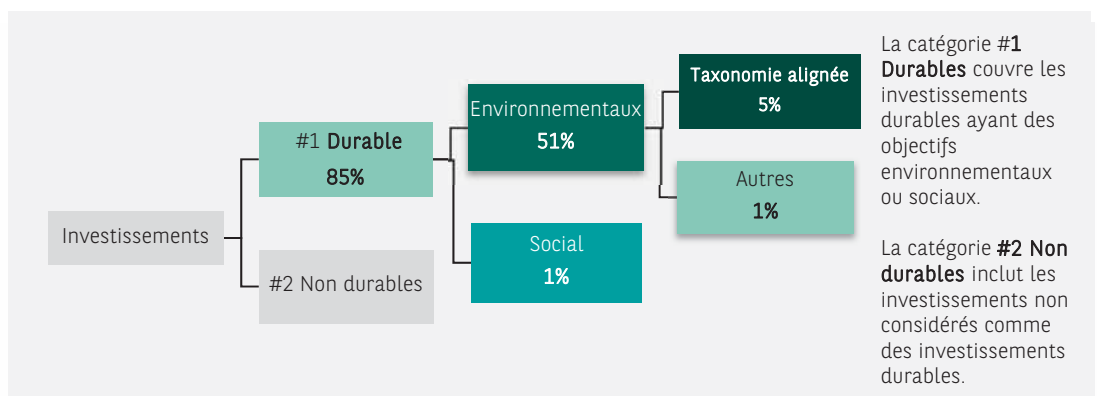 Investissements
#1 Durable
85%
#2 Non durables
Environnementaux
51%
Social
1%
Taxonomie alignée
5%
Autres
1%
La catégorie #1
Durables couvre les
investissements
durables ayant des
objectifs
environnementaux
ou sociaux.
La catégorie #2 Non
durables inclut les
investissements non
considérés comme
des investissements
durables.